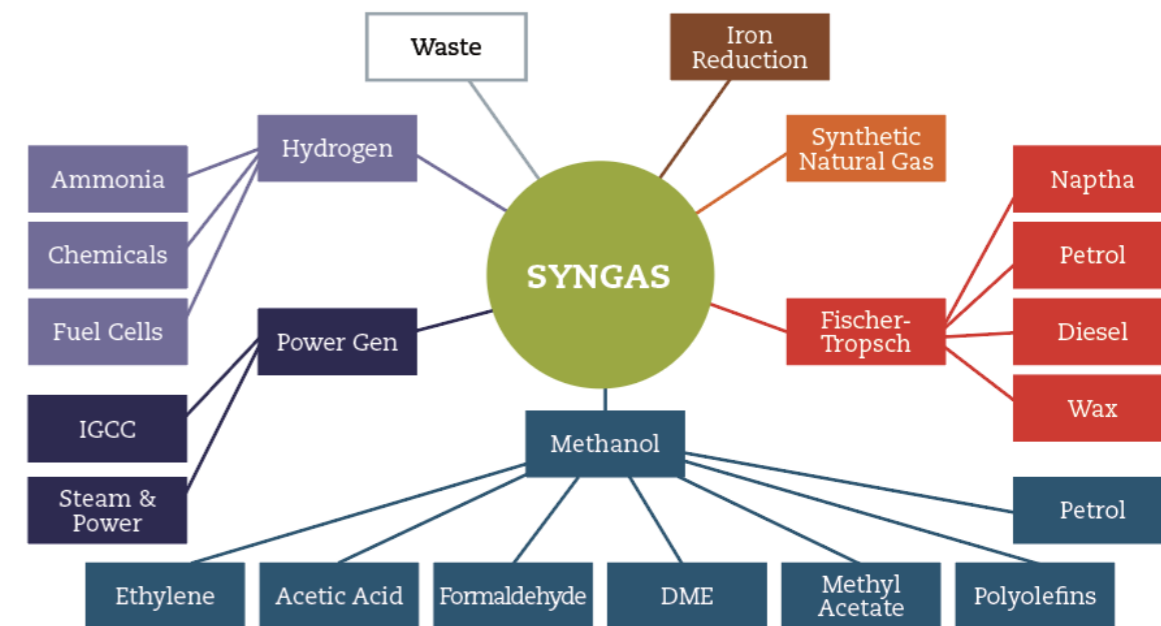 Waste
Iron
Reduction
Hydrogen
Synthetic
Natural Gas
Ammonia
Naptha
Chemicals
Petrol
SYNGAS
Fuel Cells
Power Gen
Fischer-
Tropsch
Diesel
IGCC
Wax
Methanol
Steam &
Power
Petrol
Ethylene
Acetic Acid
Formaldehyde
DME
Methyl
Acetate
Polyolefins